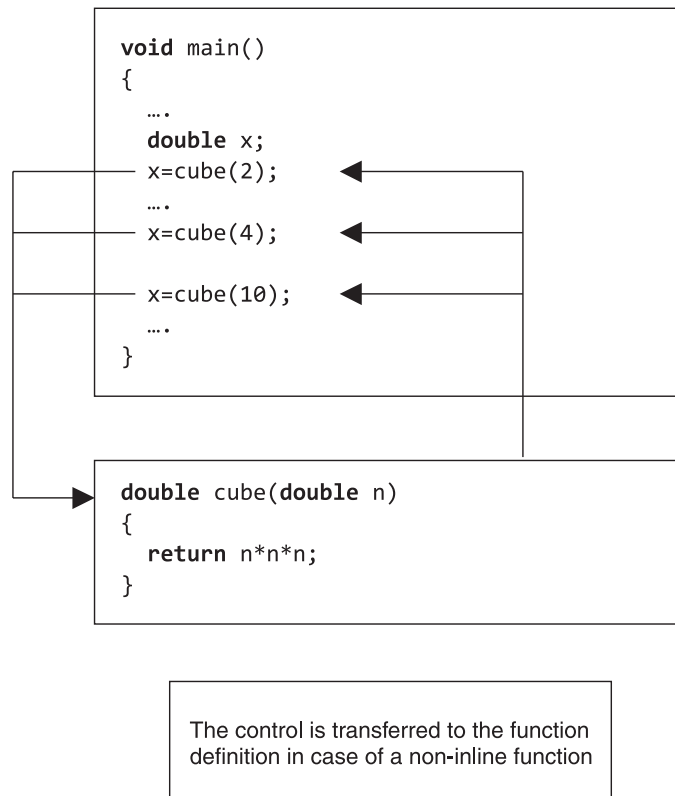 void main()
{
….
double x;
x=cube(2);
….
x=cube(4);
x=cube(10);
….
}
double cube(double n)
{
return n*n*n;
}
The control is transferred to the function
definition in case of a non-inline function